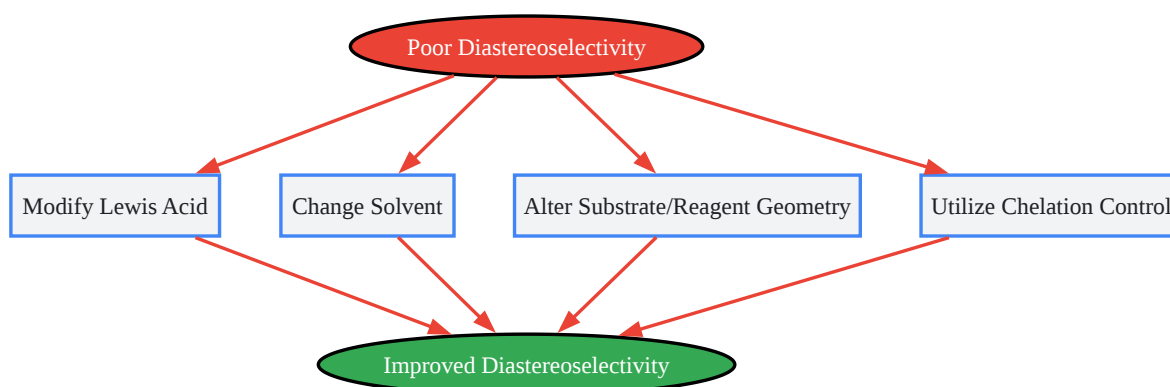 Poor Diastereoselectivity
Modify Lewis Acid
Change Solvent
Alter Substrate/Reagent Geometry
Utilize Chelation Control
Improved Diastereoselectivity